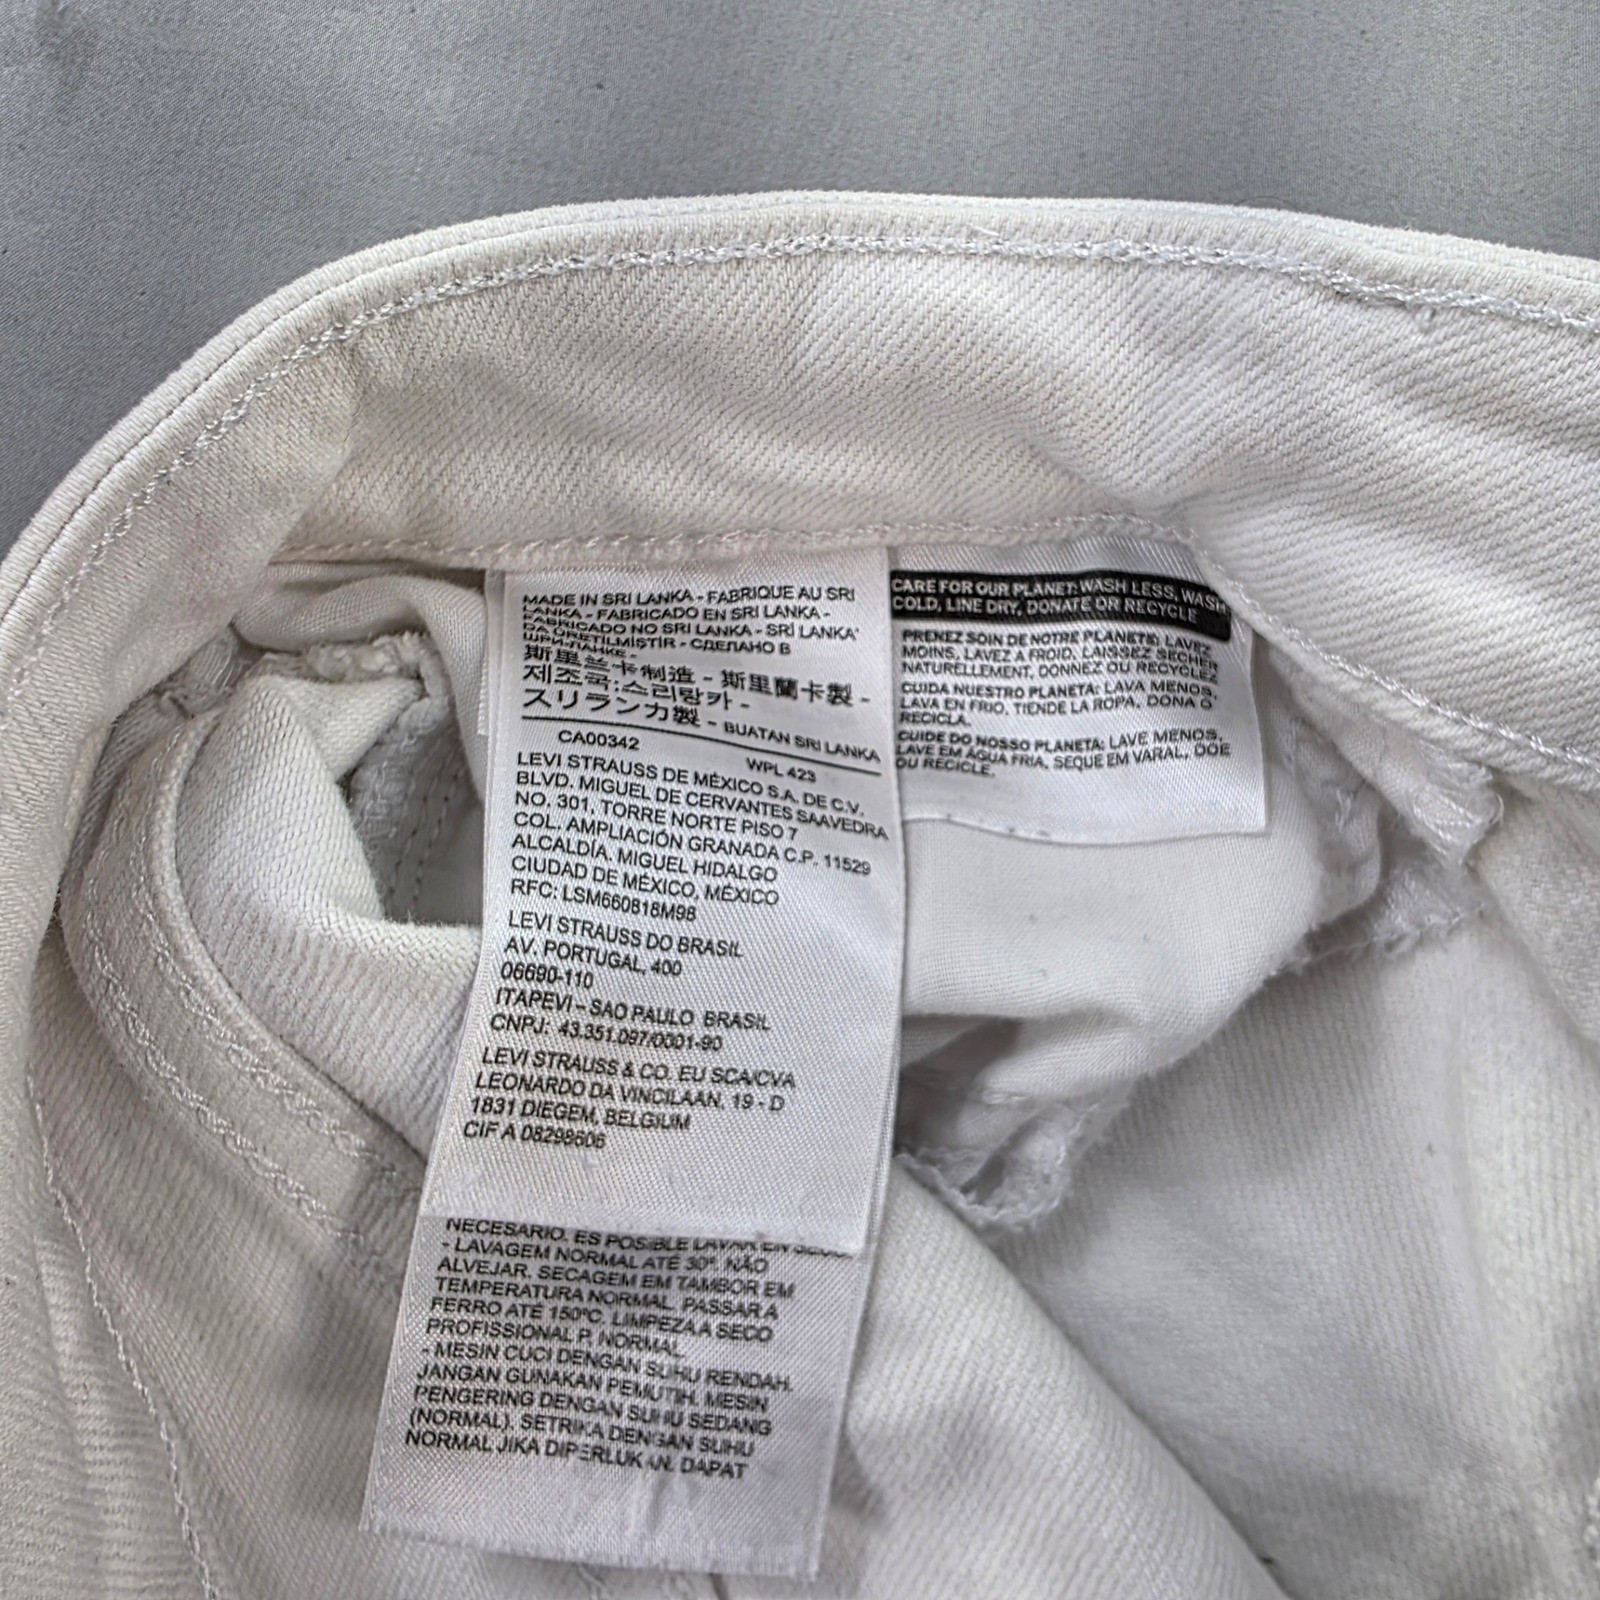 MADE IN SRI LANKA - FABRIQUE AU SRI
LANKA - FABRICADO EN SRI LANKA -
FABRICADO NO SRI LANKA - SRİ LANKA'
DA ÜRETİLMİŞTİR - СДЕЛАНО В
ШРИ-ЛАНКЕ -
斯里兰卡制造 - 斯里蘭卡製 -
제조국:스리랑카 -
スリランカ製 - BUATAN SRI LANKA
CA00342
WPL 423
LEVI STRAUSS DE MÉXICO S.A. DE C.V.
BLVD. MIGUEL DE CERVANTES SAAVEDRA
NO. 301, TORRE NORTE PISO 7
COL. AMPLIACIÓN GRANADA C.P. 11529
ALCALDÍA. MIGUEL HIDALGO
CIUDAD DE MÉXICO, MÉXICO
RFC: LSM660818M98
LEVI STRAUSS DO BRASIL
AV. PORTUGAL, 400
06690-110
ITAPEVI – SAO PAULO BRASIL
CNPJ: 43.351.097/0001-90
LEVI STRAUSS & CO. EU SCA/CVA
LEONARDO DA VINCILAAN, 19 - D
1831 DIEGEM, BELGIUM
CIF A 08298606
NECESARIO. ES POSIBLE LAVAR EN SECO.
- LAVAGEM NORMAL ATÉ 30º. NÃO
ALVEJAR. SECAGEM EM TAMBOR EM
TEMPERATURA NORMAL. PASSAR A
FERRO ATÉ 150ºC. LIMPEZA A SECO
PROFISSIONAL P, NORMAL
- MESIN CUCI DENGAN SUHU RENDAH.
JANGAN GUNAKAN PEMUTIH. MESIN
PENGERING DENGAN SUHU SEDANG
(NORMAL). SETRIKA DENGAN SUHU
NORMAL JIKA DIPERLUKAN. DAPAT
CARE FOR OUR PLANET: WASH LESS, WASH
COLD, LINE DRY, DONATE OR RECYCLE
PRENEZ SOIN DE NOTRE PLANÈTE: LAVEZ
MOINS, LAVEZ A FROID, LAISSEZ SÉCHER
NATURELLEMENT, DONNEZ OU RECYCLEZ
CUIDA NUESTRO PLANETA: LAVA MENOS,
LAVA EN FRIO, TIENDE LA ROPA, DONA O
RECICLA.
CUIDE DO NOSSO PLANETA: LAVE MENOS,
LAVE EM ÁGUA FRIA, SEQUE EM VARAL, DOE
OU RECICLE.